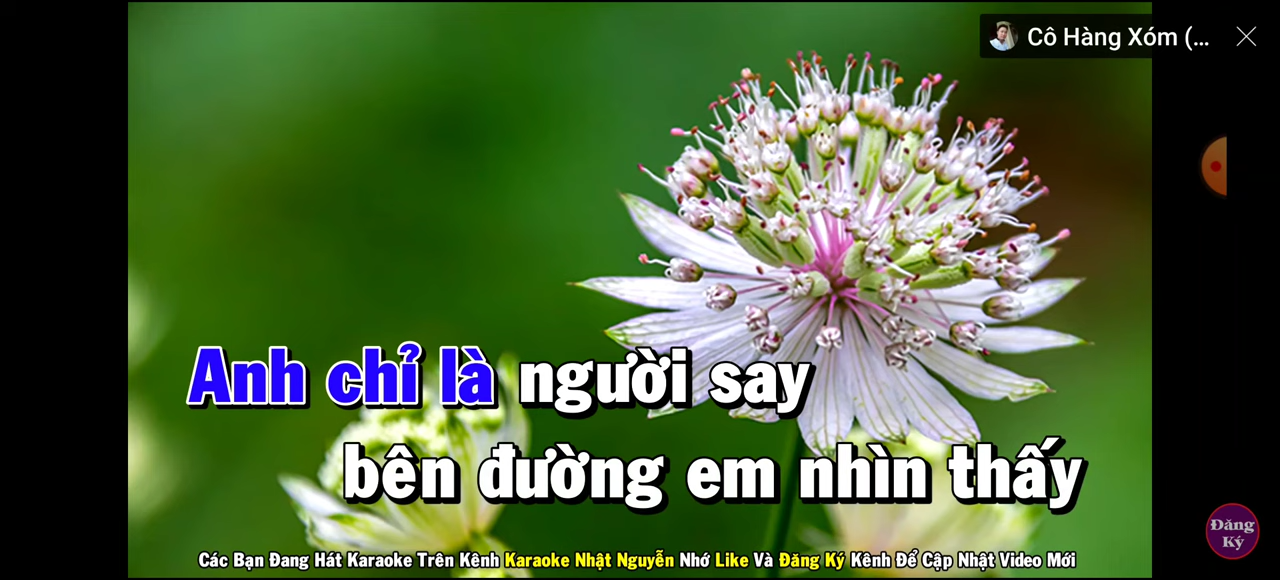 Cô Hàng Xóm (...
Anh chỉ là người say
bên đường em nhìn thấy
Các Bạn Đang Hát Karaoke Trên Kênh Karaoke Nhật Nguyễn Nhớ Like Và Đăng Ký Kênh Để Cập Nhật Video Mới
Đăng
Ký